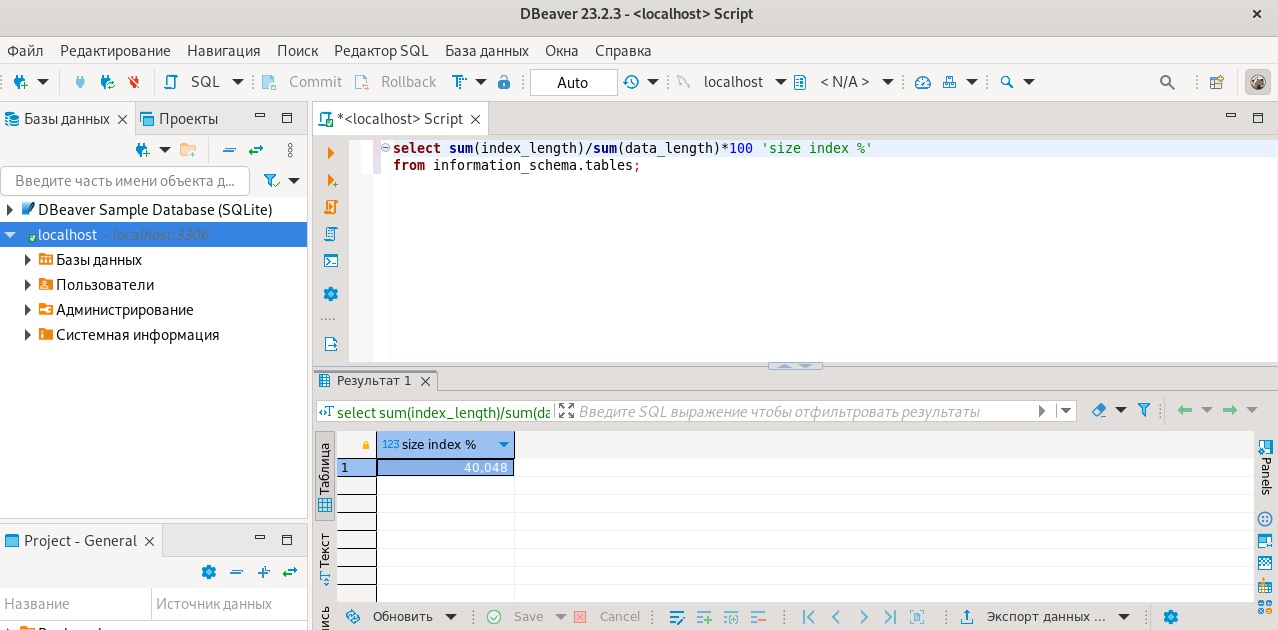 DBeaver 23.2.3 - <localhost> Script
Файл Редактирование Навигация Поиск Редактор SQL База данных Окна Справка
SQL Commit Rollback Auto localhost < N/A >
Базы данных Проекты
*<localhost> Script
Введите часть имени объекта д...
DBeaver Sample Database (SQLite)
localhost - localhost:3306
Базы данных
Пользователи
Администрирование
Системная информация
select sum(index_length)/sum(data_length)*100 'size index %'
from information_schema.tables;
Результат 1
select sum(index_length)/sum(da
Введите SQL выражение чтобы отфильтровать результаты
Таблица
Текст
123 size index %
1 40,048
Panels
Project - General
Название Источник данных
Обновить Save Cancel Экспорт данных ...